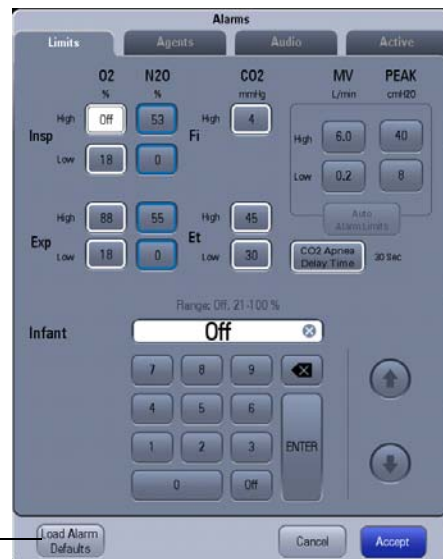 Alarms
Limits Agents Audio Active
O2 N2O CO2 MV PEAK
% % mmHg L/min cmH2O
Insp High Off 53 Fi High 4 High 6.0 40
Low 18 0 Low 0.2 8
Auto
Alarm Limits
Exp High 88 55 Et High 45
Low 18 0 Low 30 CO2 Apnea
Delay Time 30 Sec
Range: Off, 21-100 %
Infant Off
7 8 9
4 5 6
1 2 3 ENTER
0 Off
Load Alarm
Defaults Cancel Accept